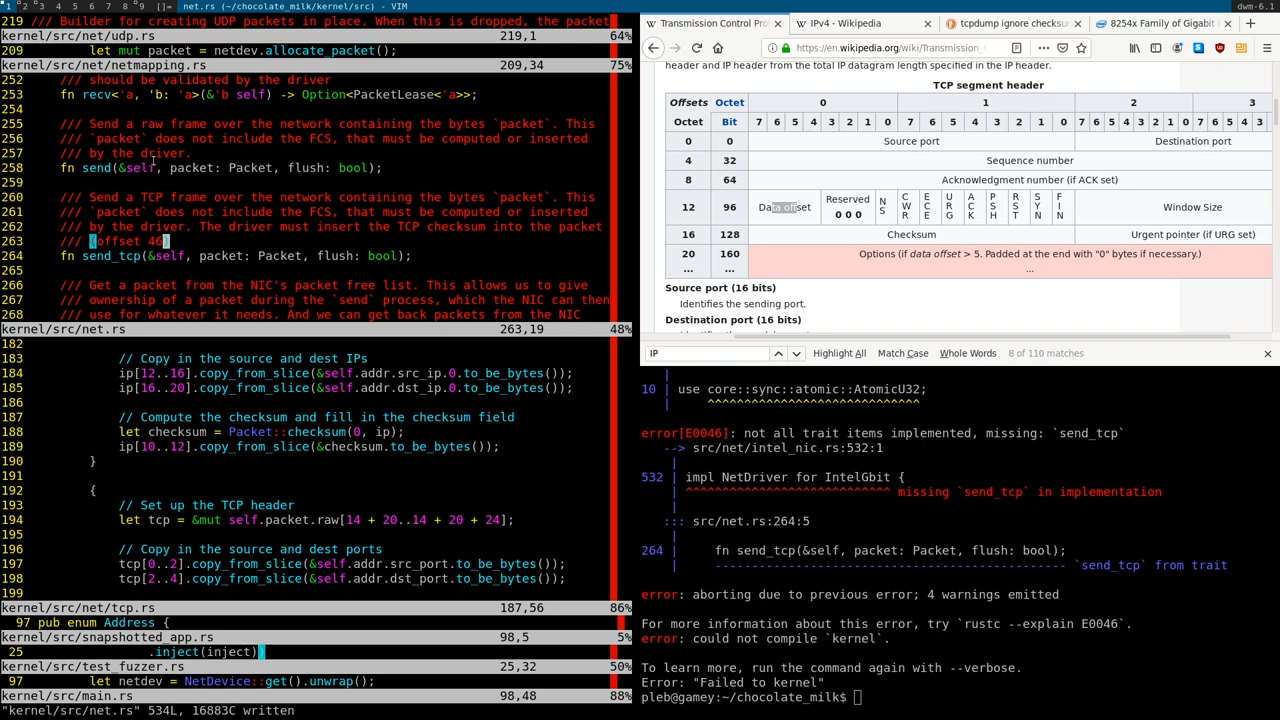 1 2 3 4 5 6 7 8 9 []= net.rs (~/chocolate_milk/kernel/src) - VIM dwm-6.1
219 /// Builder for creating UDP packets in place. When this is dropped, the packet
kernel/src/net/udp.rs 219,1 64%
209 let mut packet = netdev.allocate_packet();
kernel/src/net/netmapping.rs 209,34 75%
252 /// should be validated by the driver
253 fn recv<'a, 'b: 'a>(&'b self) -> Option<PacketLease<'a>>;
254
255 /// Send a raw frame over the network containing the bytes `packet`. This
256 /// `packet` does not include the FCS, that must be computed or inserted
257 /// by the driver.
258 fn send(&self, packet: Packet, flush: bool);
259
260 /// Send a TCP frame over the network containing the bytes `packet`. This
261 /// `packet` does not include the FCS, that must be computed or inserted
262 /// by the driver. The driver must insert the TCP checksum into the packet
263 /// (offset 46)
264 fn send_tcp(&self, packet: Packet, flush: bool);
265
266 /// Get a packet from the NIC's packet free list. This allows us to give
267 /// ownership of a packet during the `send` process, which the NIC can then
268 /// use for whatever it needs. And we can get back packets from the NIC
kernel/src/net.rs 263,19 48%
182
183 // Copy in the source and dest IPs
184 ip[12..16].copy_from_slice(&self.addr.src_ip.0.to_be_bytes());
185 ip[16..20].copy_from_slice(&self.addr.dst_ip.0.to_be_bytes());
186
187 // Compute the checksum and fill in the checksum field
188 let checksum = Packet::checksum(0, ip);
189 ip[10..12].copy_from_slice(&checksum.to_be_bytes());
190 }
191
192 {
193 // Set up the TCP header
194 let tcp = &mut self.packet.raw[14 + 20..14 + 20 + 24];
195
196 // Copy in the source and dest ports
197 tcp[0..2].copy_from_slice(&self.addr.src_port.to_be_bytes());
198 tcp[2..4].copy_from_slice(&self.addr.dst_port.to_be_bytes());
199
kernel/src/net/tcp.rs 187,56 86%
97 pub enum Address {
kernel/src/snapshotted_app.rs 98,5 5%
25 .inject(inject))
kernel/src/test_fuzzer.rs 25,32 50%
97 let netdev = NetDevice::get().unwrap();
kernel/src/main.rs 98,48 88%
"kernel/src/net.rs" 534L, 16883C written
Transmission Control Pro IPv4 - Wikipedia tcpdump ignore checksum 8254x Family of Gigabit E
https://en.wikipedia.org/wiki/Transmission_
header and IP header from the total IP datagram length specified in the IP header.
TCP segment header
Offsets Octet 0 1 2 3
Octet Bit 7 6 5 4 3 2 1 0 7 6 5 4 3 2 1 0 7 6 5 4 3 2 1 0 7 6 5 4 3
0 0 Source port Destination port
4 32 Sequence number
8 64 Acknowledgment number (if ACK set)
12 96 Data offset Reserved 0 0 0 NS CWR ECE URG ACK PSH RST SYN FIN Window Size
16 128 Checksum Urgent pointer (if URG set)
20 160 Options (if data offset > 5. Padded at the end with "0" bytes if necessary.)
... ... ...
Source port (16 bits)
Identifies the sending port.
Destination port (16 bits)
IP Highlight All Match Case Whole Words 8 of 110 matches
10 | use core::sync::atomic::AtomicU32;
| ^^^^^^^^^^^^^^^^^^^^^^^^^^^^^
error[E0046]: not all trait items implemented, missing: `send_tcp`
--> src/net/intel_nic.rs:532:1
|
532 | impl NetDriver for IntelGbit {
| ^^^^^^^^^^^^^^^^^^^^^^^^^^^^ missing `send_tcp` in implementation
|
::: src/net.rs:264:5
|
264 | fn send_tcp(&self, packet: Packet, flush: bool);
| ------------------------------------------------ `send_tcp` from trait
error: aborting due to previous error; 4 warnings emitted
For more information about this error, try `rustc --explain E0046`.
error: could not compile `kernel`.
To learn more, run the command again with --verbose.
Error: "Failed to kernel"
pleb@gamey:~/chocolate_milk$